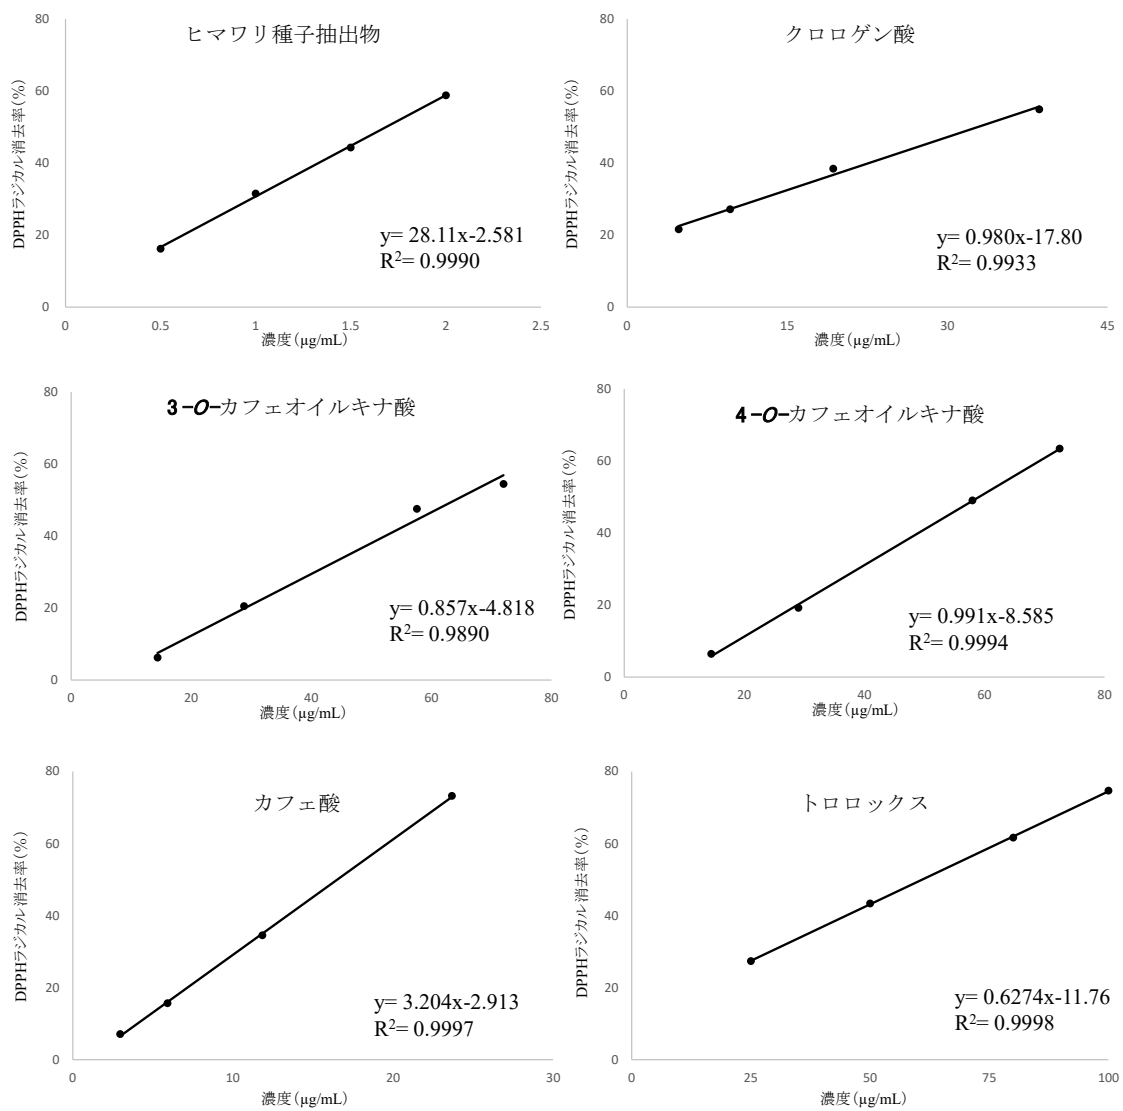 ヒマワリ種子抽出物
DPPHラジカル消去率(%)
80
60
40
20
0
y= 28.11x-2.581
R²= 0.9990
0 0.5 1 1.5 2 2.5
濃度(μg/mL)
クロロゲン酸
DPPHラジカル消去率(%)
80
60
40
20
0
y= 0.980x-17.80
R²= 0.9933
0 15 30 45
濃度(μg/mL)
3-O-カフェオイルキナ酸
DPPHラジカル消去率(%)
80
60
40
20
0
y= 0.857x-4.818
R²= 0.9890
0 20 40 60 80
濃度(μg/mL)
4-O-カフェオイルキナ酸
DPPHラジカル消去率(%)
80
60
40
20
0
y= 0.991x-8.585
R²= 0.9994
0 20 40 60 80
濃度(μg/mL)
カフェ酸
DPPHラジカル消去率(%)
80
60
40
20
0
y= 3.204x-2.913
R²= 0.9997
0 10 20 30
濃度(μg/mL)
トロロックス
DPPHラジカル消去率(%)
80
60
40
20
0
y= 0.6274x-11.76
R²= 0.9998
0 25 50 75 100
濃度(μg/mL)